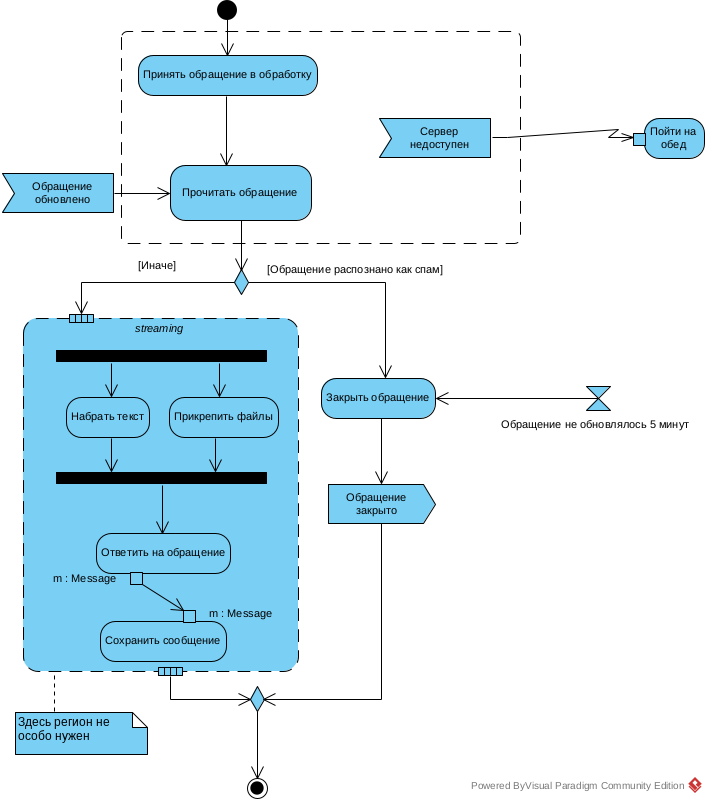 Принять обращение в обработку
Сервер
недоступен
Пойти на
обед
Обращение
обновлено
Прочитать обращение
[Иначе]
[Обращение распознано как спам]
streaming
Набрать текст
Прикрепить файлы
Закрыть обращение
Обращение не обновлялось 5 минут
Обращение
закрыто
Ответить на обращение
m : Message
m : Message
Сохранить сообщение
Здесь регион не
особо нужен
Powered ByVisual Paradigm Community Edition